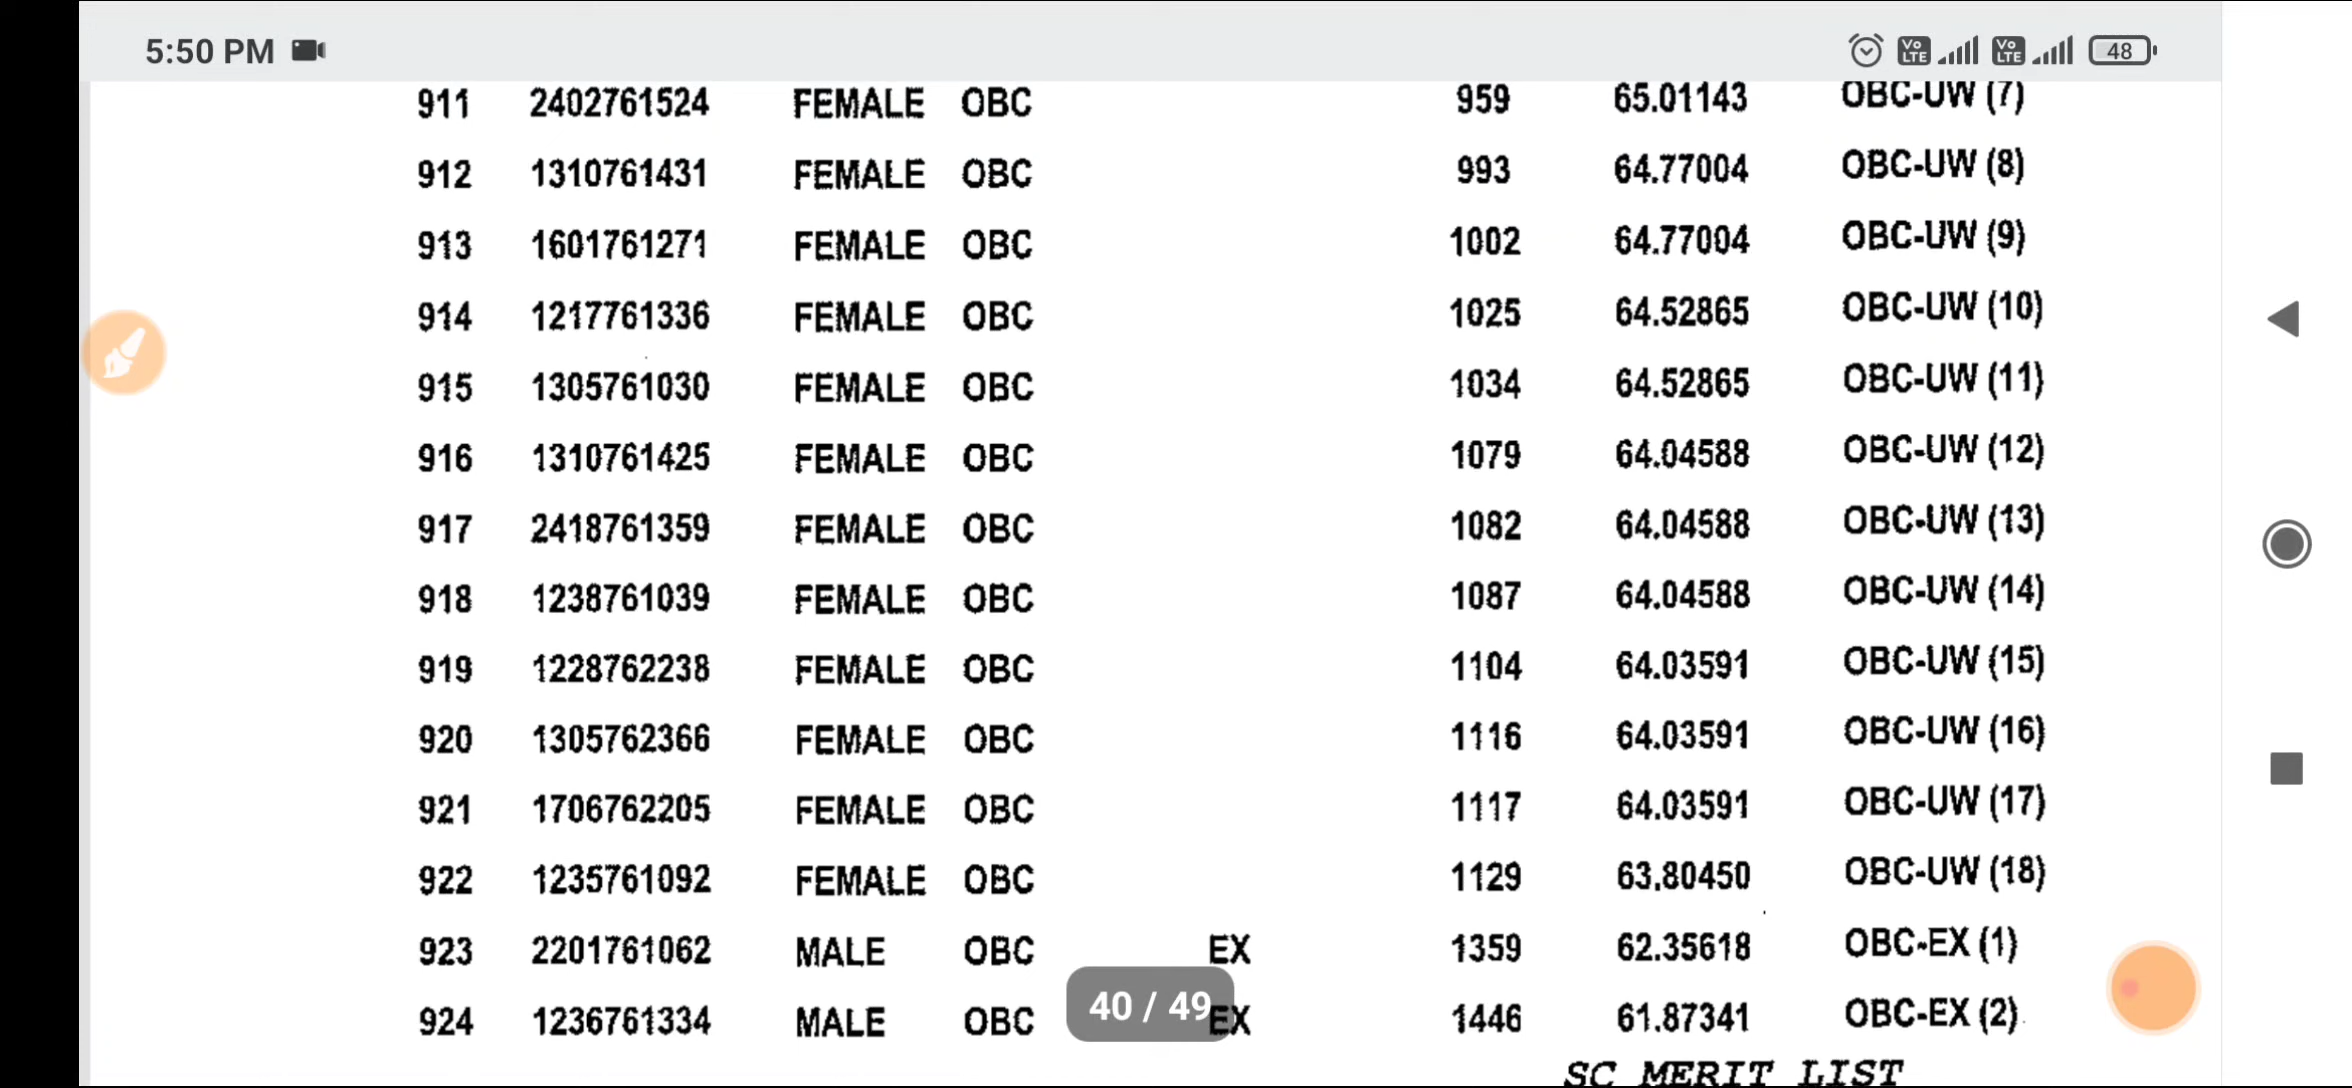 5:50 PM Vo LTE Vo LTE 48
911 2402761524 FEMALE OBC 959 65.01143 OBC-UW (7)
912 1310761431 FEMALE OBC 993 64.77004 OBC-UW (8)
913 1601761271 FEMALE OBC 1002 64.77004 OBC-UW (9)
914 1217761336 FEMALE OBC 1025 64.52865 OBC-UW (10)
915 1305761030 FEMALE OBC 1034 64.52865 OBC-UW (11)
916 1310761425 FEMALE OBC 1079 64.04588 OBC-UW (12)
917 2418761359 FEMALE OBC 1082 64.04588 OBC-UW (13)
918 1238761039 FEMALE OBC 1087 64.04588 OBC-UW (14)
919 1228762238 FEMALE OBC 1104 64.03591 OBC-UW (15)
920 1305762366 FEMALE OBC 1116 64.03591 OBC-UW (16)
921 1706762205 FEMALE OBC 1117 64.03591 OBC-UW (17)
922 1235761092 FEMALE OBC 1129 63.80450 OBC-UW (18)
923 2201761062 MALE OBC EX 1359 62.35618 OBC-EX (1)
924 1236761334 MALE OBC EX 1446 61.87341 OBC-EX (2)
40 / 49
SC MERIT LIST